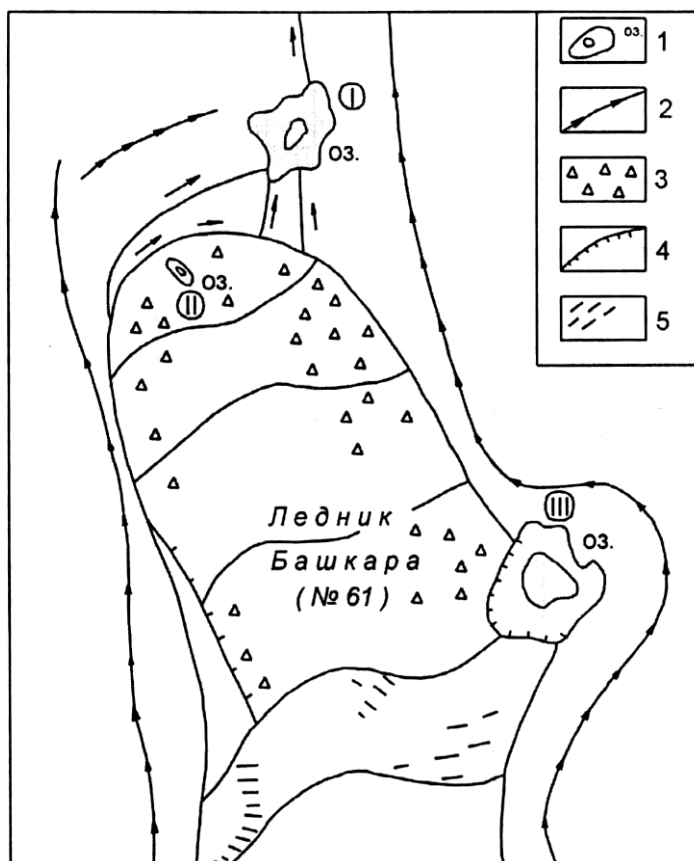 оз.
1
2
3
4
5
I
оз.
оз.
II
Ледник
Башкара
(№ 61)
III
оз.